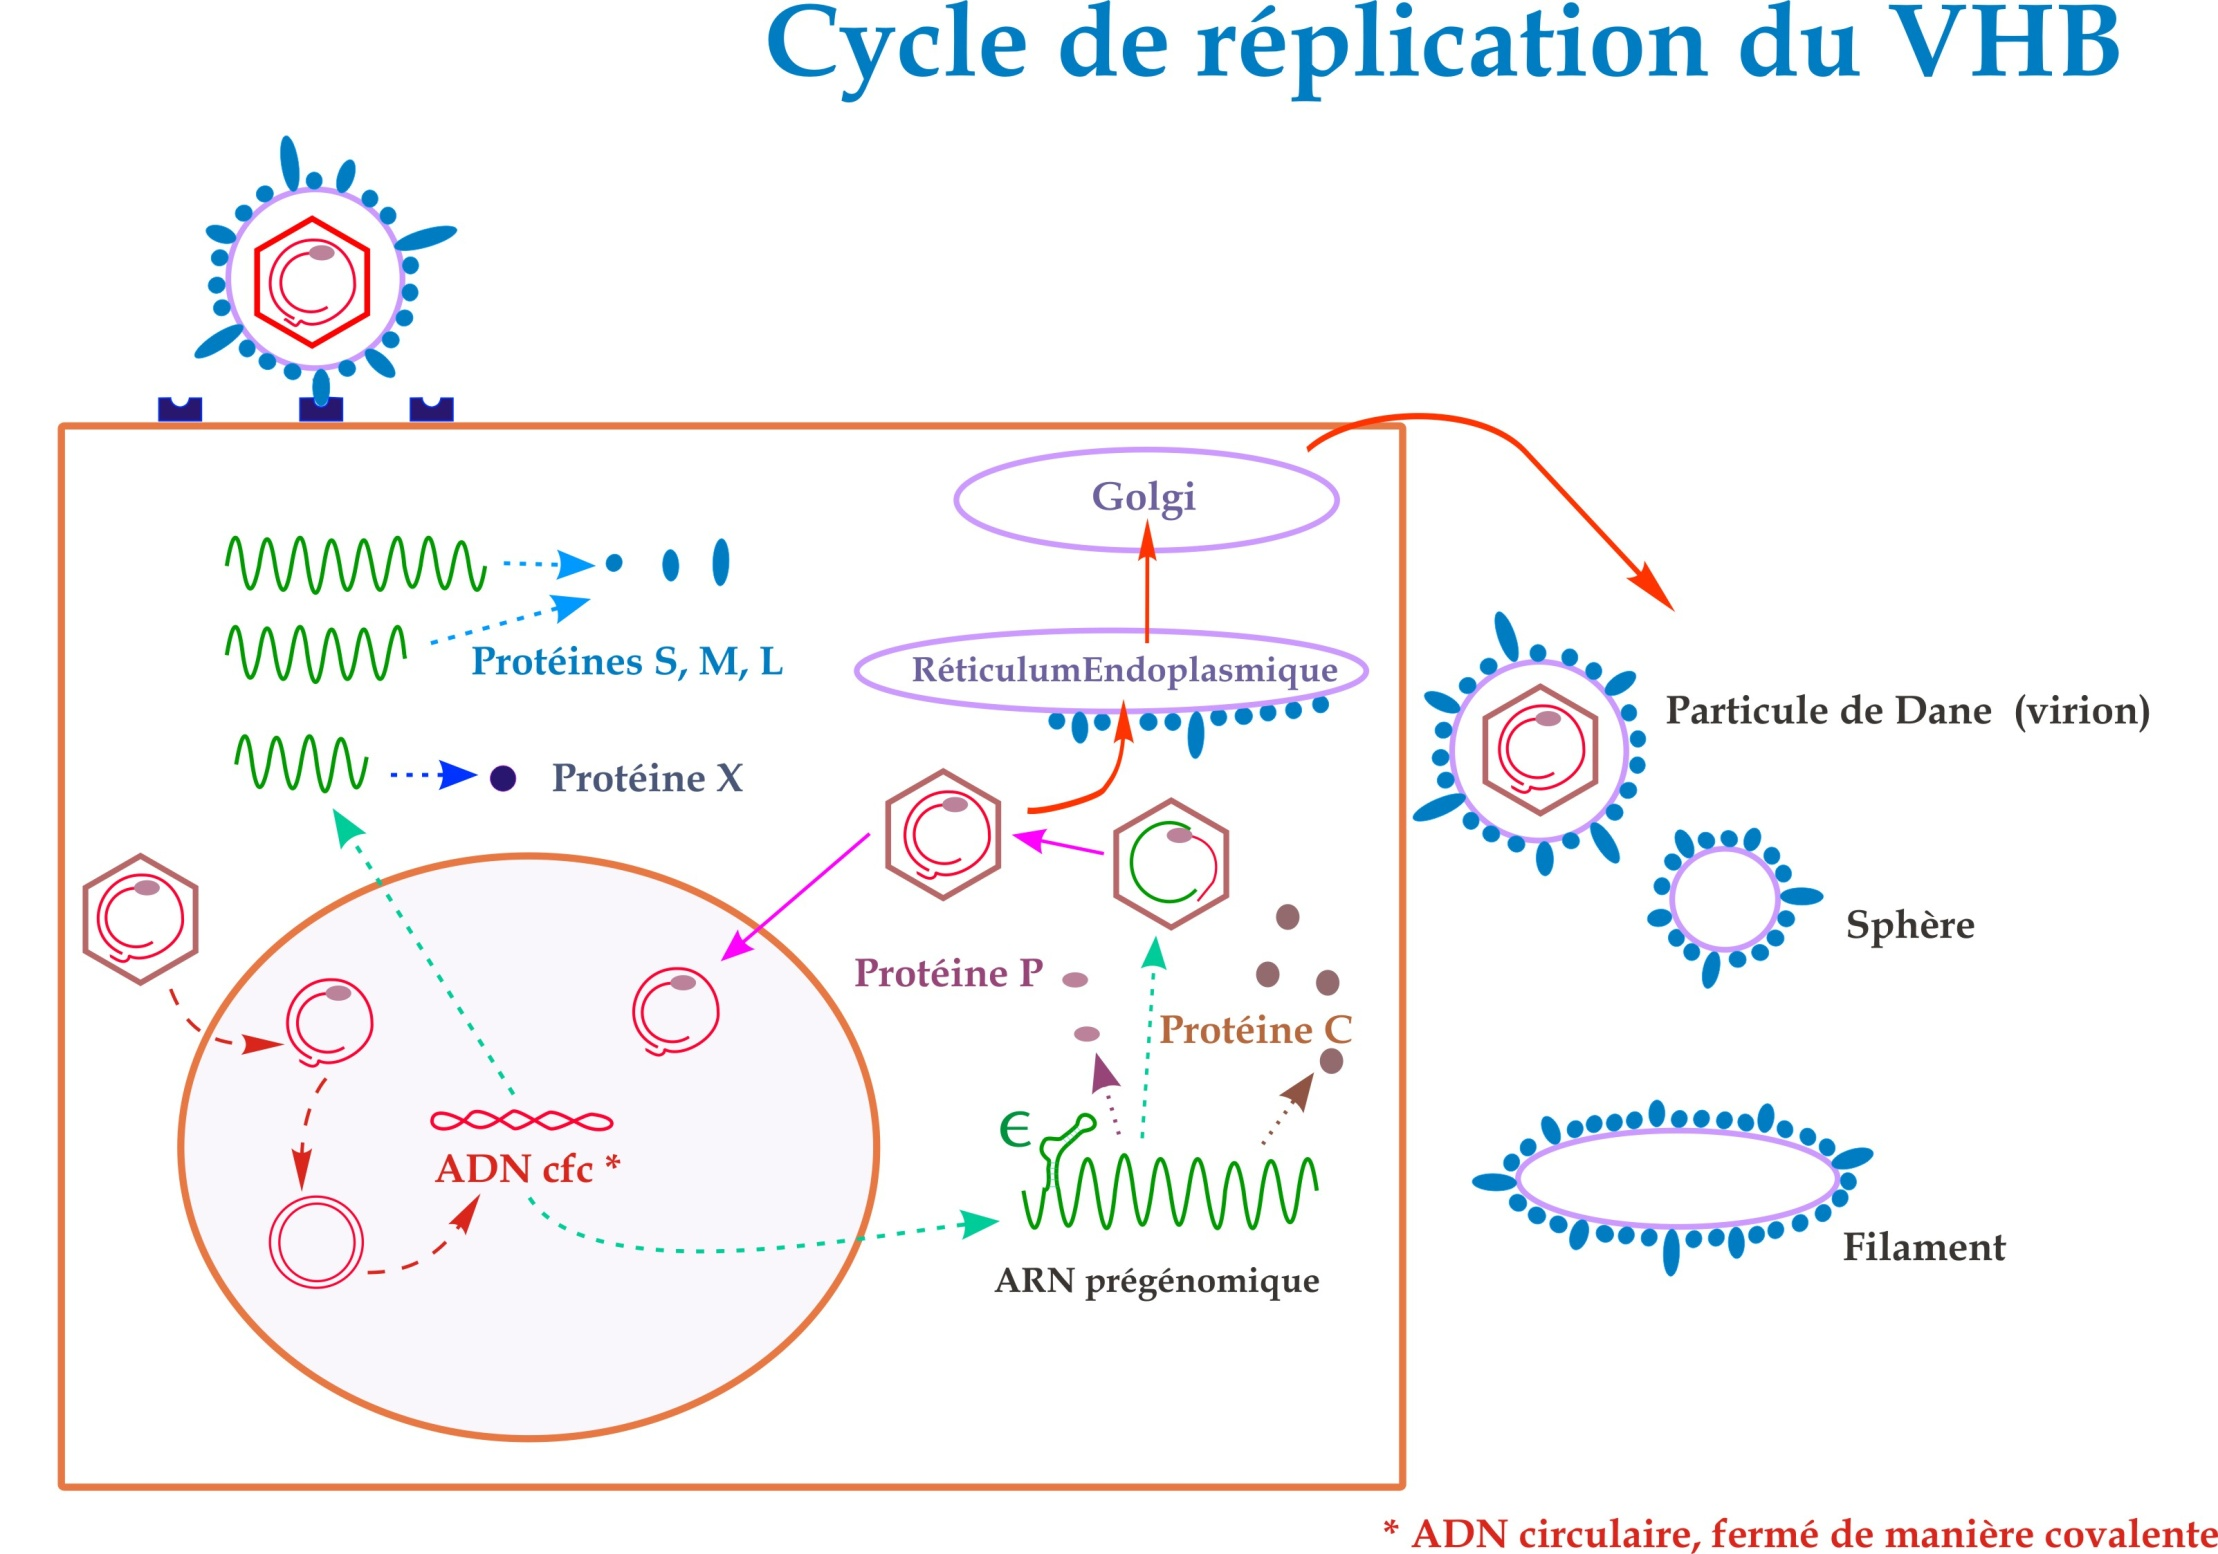 Cycle de réplication du VHB
Golgi
Protéines S, M, L
RéticulumEndoplasmique
Particule de Dane (virion)
Protéine X
Sphère
Protéine P
Protéine C
ϵ
ADN cfc *
Filament
ARN prégénomique
* ADN circulaire, fermé de manière covalente